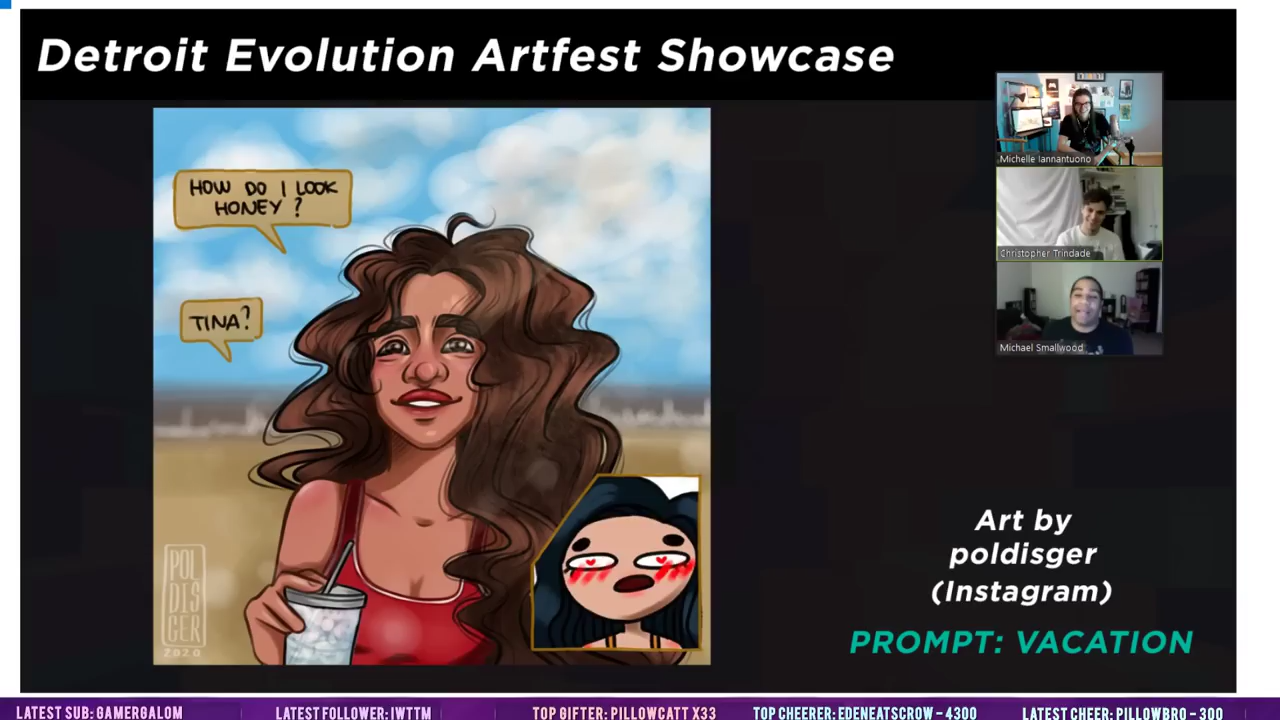 Detroit Evolution Artfest Showcase
HOW DO I LOOK
HONEY?
TINA?
POL
DIS
GER
2020
Michelle Iannantuono
Christopher Trindade
Michael Smallwood
Art by
poldisger
(Instagram)
PROMPT: VACATION
LATEST SUB: GAMERGALOM
LATEST FOLLOWER: IWTTM
TOP GIFTER: PILLOWCATT X33
TOP CHEERER: EDENEATSCROW - 4300
LATEST CHEER: PILLOWBRO - 300